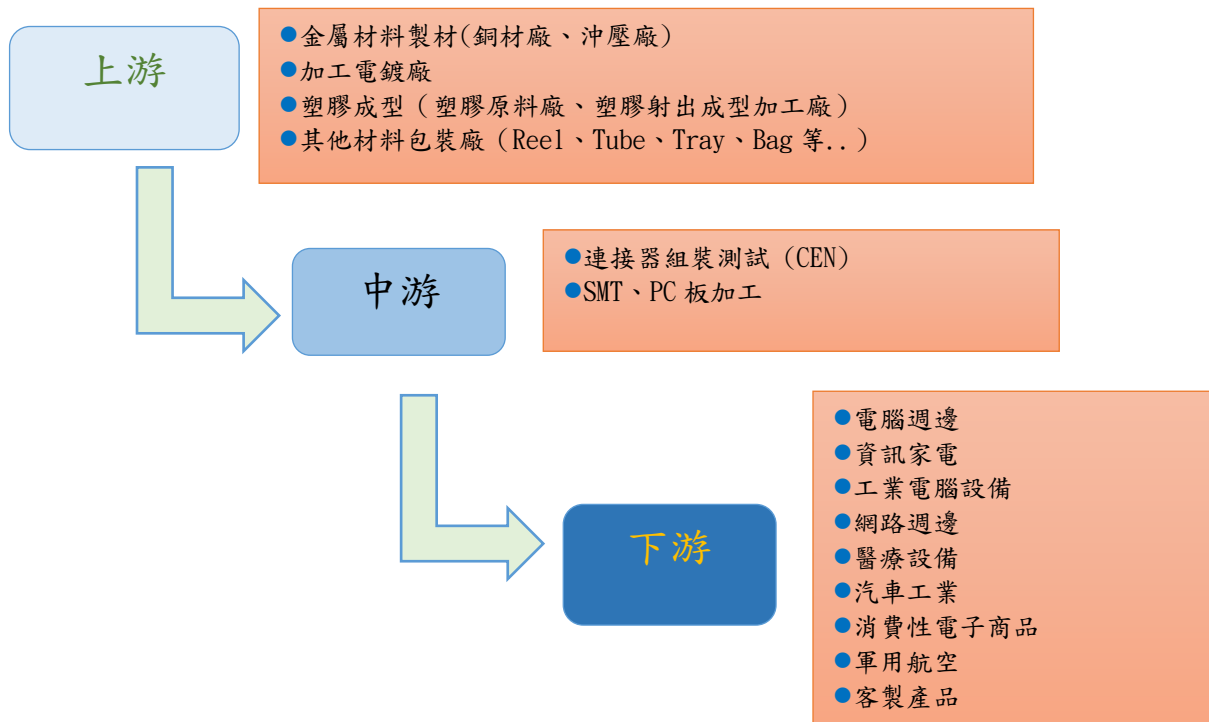 上游
●金屬材料製材(銅材廠、沖壓廠)
●加工電鍍廠
●塑膠成型（塑膠原料廠、塑膠射出成型加工廠）
●其他材料包裝廠（Reel、Tube、Tray、Bag 等..）
中游
●連接器組裝測試（CEN）
●SMT、PC 板加工
下游
●電腦週邊
●資訊家電
●工業電腦設備
●網路週邊
●醫療設備
●汽車工業
●消費性電子商品
●軍用航空
●客製產品